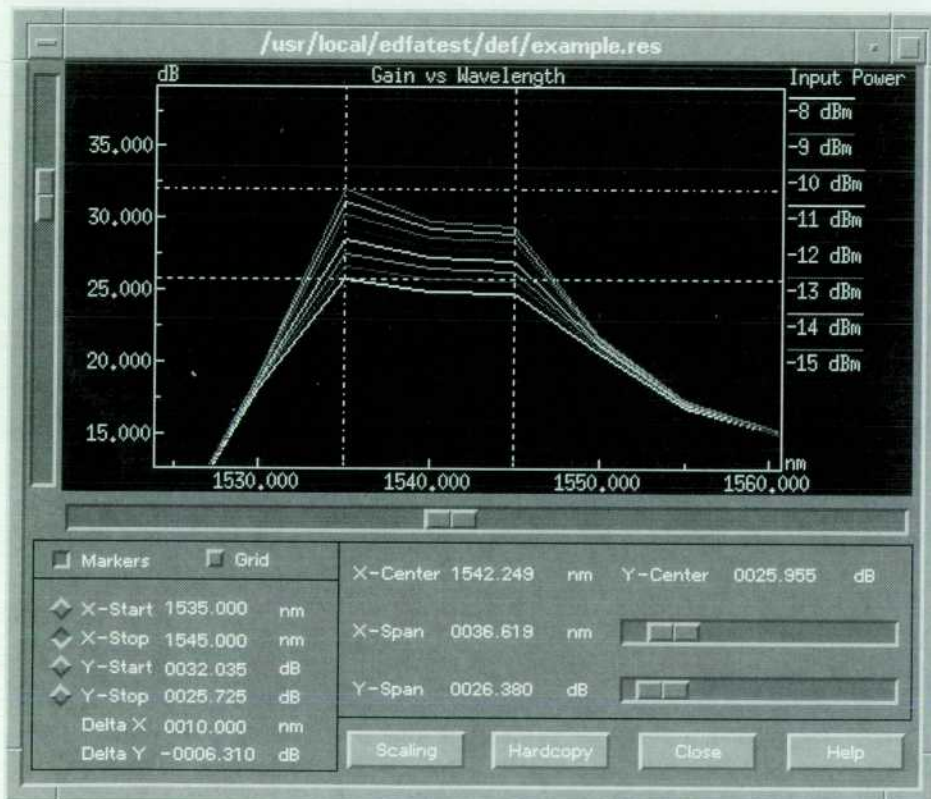 /usr/local/edfatest/def/example.res
dB
Gain vs Wavelength
Input Power
-8 dBm
-9 dBm
-10 dBm
-11 dBm
-12 dBm
-13 dBm
-14 dBm
-15 dBm
35.000
30.000
25.000
20.000
15.000
nm
1530.000 1540.000 1550.000 1560.000
Markers Grid
X-Start 1535.000 nm
X-Stop 1545.000 nm
Y-Start 0032.035 dB
Y-Stop 0025.725 dB
Delta X 0010.000 nm
Delta Y -0006.310 dB
X-Center 1542.249 nm Y-Center 0025.955 dB
X-Span 0036.619 nm
Y-Span 0026.380 dB
Scaling Hardcopy Close Help